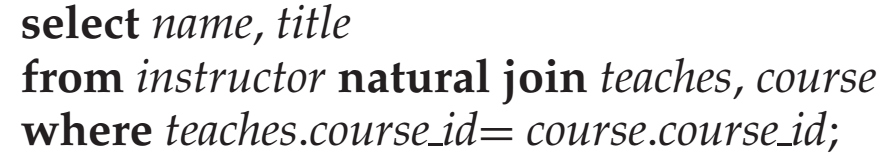 select name, title
from instructor natural join teaches, course
where teaches.course_id= course.course_id;